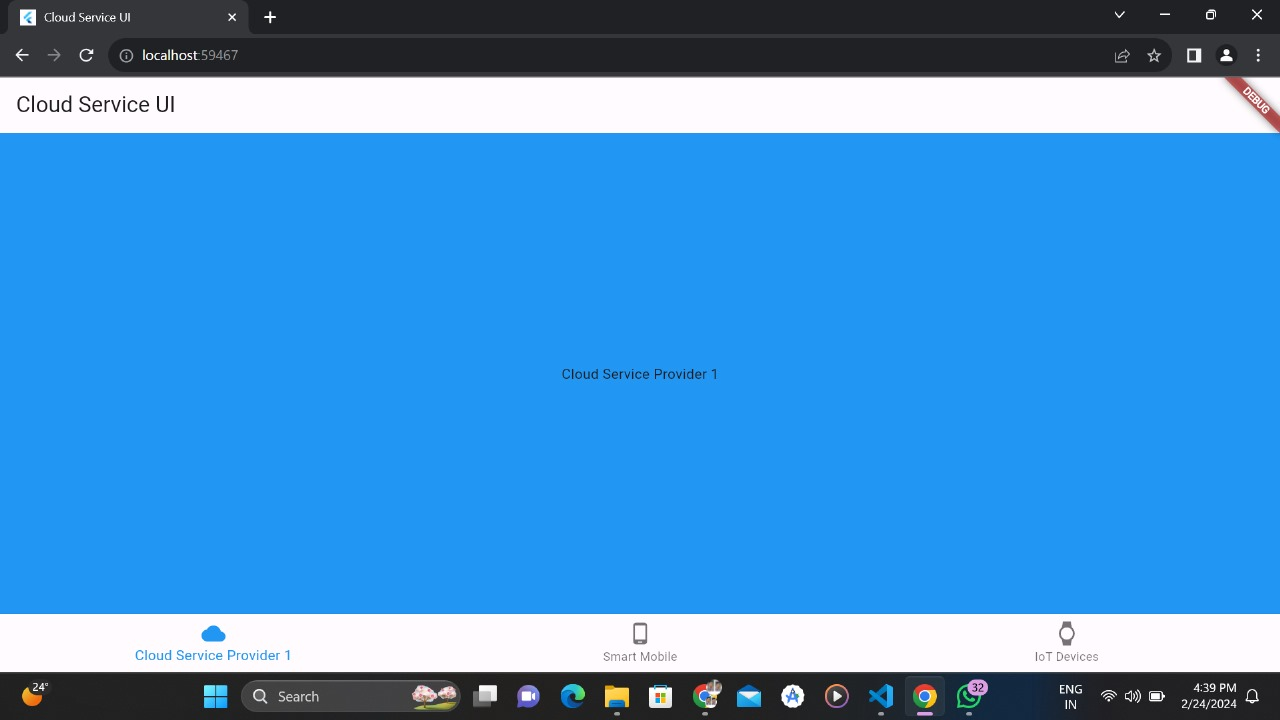 Cloud Service UI
localhost:59467
Cloud Service UI
DEBUG
Cloud Service Provider 1
Cloud Service Provider 1
Smart Mobile
IoT Devices
24°
Search
32
ENG
IN
4:39 PM
2/24/2024